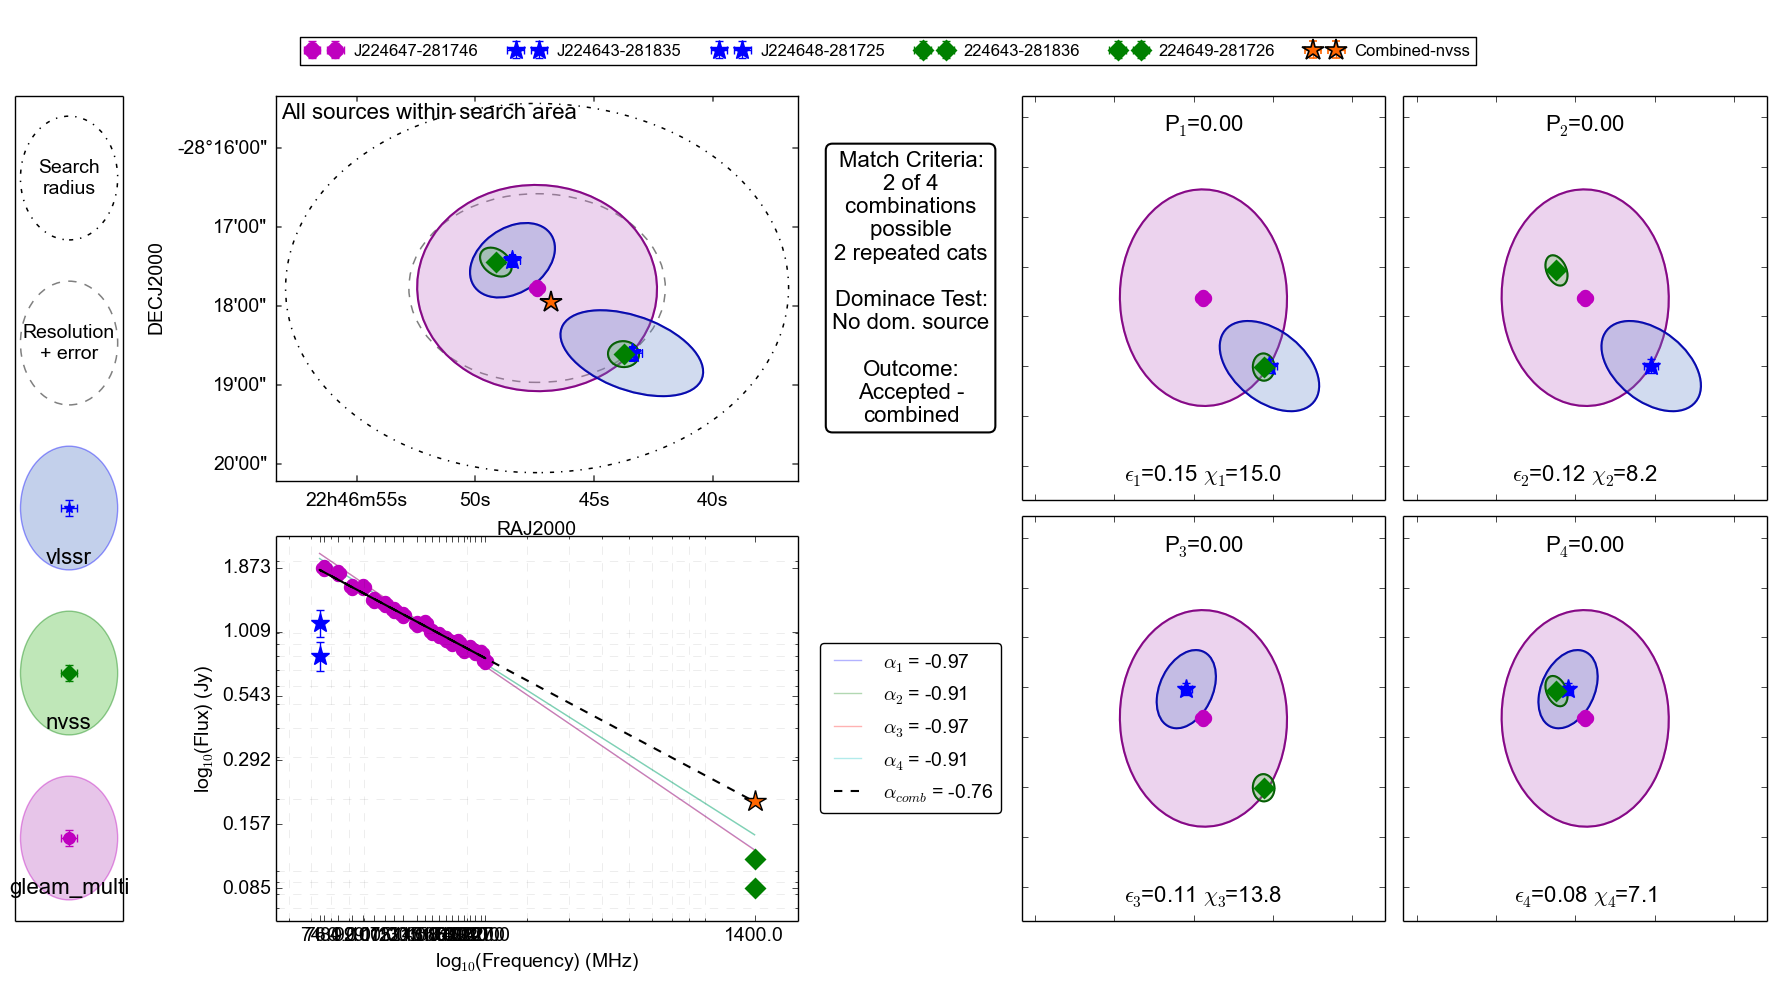 J224647-281746 J224643-281835 J224648-281725 224643-281836 224649-281726 Combined-nvss
Search
radius
Resolution
+ error
vlssr
nvss
gleam_multi
All sources within search area
DECJ2000
-28°16'00"
17'00"
18'00"
19'00"
20'00"
22h46m55s 50s 45s 40s
RAJ2000
Match Criteria:
2 of 4
combinations
possible
2 repeated cats
Dominace Test:
No dom. source
Outcome:
Accepted -
combined
P1=0.00
ϵ1=0.15 χ1=15.0
P2=0.00
ϵ2=0.12 χ2=8.2
log10(Flux) (Jy)
1.873
1.009
0.543
0.292
0.157
0.085
1400.0
log10(Frequency) (MHz)
α1 = -0.97
α2 = -0.91
α3 = -0.97
α4 = -0.91
αcomb = -0.76
P3=0.00
ϵ3=0.11 χ3=13.8
P4=0.00
ϵ4=0.08 χ4=7.1